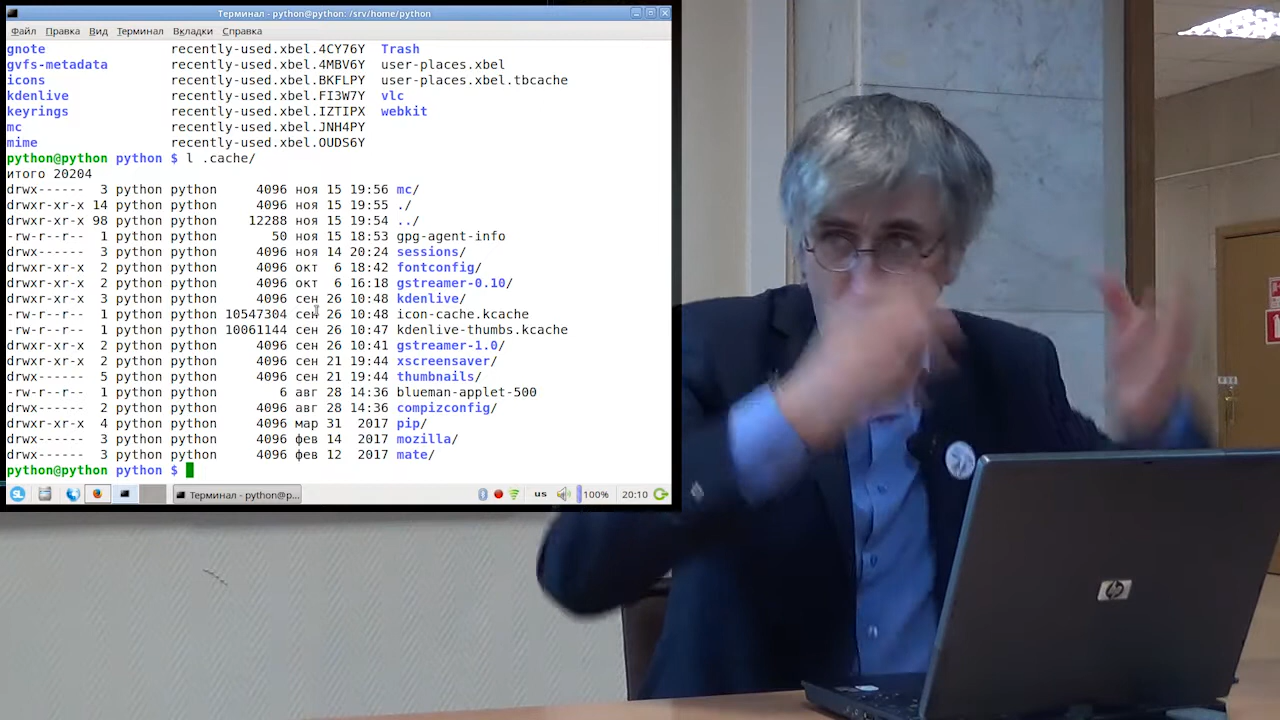 Терминал - python@python: /srv/home/python
Файл Правка Вид Терминал Вкладки Справка
gnote recently-used.xbel.4CY76Y Trash
gvfs-metadata recently-used.xbel.4MBV6Y user-places.xbel
icons recently-used.xbel.BKFLPY user-places.xbel.tbcache
kdenlive recently-used.xbel.FI3W7Y vlc
keyrings recently-used.xbel.IZTIPX webkit
mc recently-used.xbel.JNH4PY
mime recently-used.xbel.OUDS6Y
python@python python $ l .cache/
итого 20204
drwx------ 3 python python 4096 ноя 15 19:56 mc/
drwxr-xr-x 14 python python 4096 ноя 15 19:55 ./
drwxr-xr-x 98 python python 12288 ноя 15 19:54 ../
-rw-r--r-- 1 python python 50 ноя 15 18:53 gpg-agent-info
drwx------ 3 python python 4096 ноя 14 20:24 sessions/
drwxr-xr-x 2 python python 4096 окт 6 18:42 fontconfig/
drwxr-xr-x 2 python python 4096 окт 6 16:18 gstreamer-0.10/
drwxr-xr-x 3 python python 4096 сен 26 10:48 kdenlive/
-rw-r--r-- 1 python python 10547304 сен 26 10:48 icon-cache.kcache
-rw-r--r-- 1 python python 10061144 сен 26 10:47 kdenlive-thumbs.kcache
drwxr-xr-x 2 python python 4096 сен 26 10:41 gstreamer-1.0/
drwxr-xr-x 2 python python 4096 сен 21 19:44 xscreensaver/
drwx------ 5 python python 4096 сен 21 19:44 thumbnails/
-rw-r--r-- 1 python python 6 авг 28 14:36 blueman-applet-500
drwxr-xr-x 2 python python 4096 авг 28 14:36 compizconfig/
drwxr-xr-x 4 python python 4096 мар 31 2017 pip/
drwx------ 3 python python 4096 фев 14 2017 mozilla/
drwx------ 3 python python 4096 фев 12 2017 mate/
python@python python $
Терминал - python@p... us 100% 20:10
hp